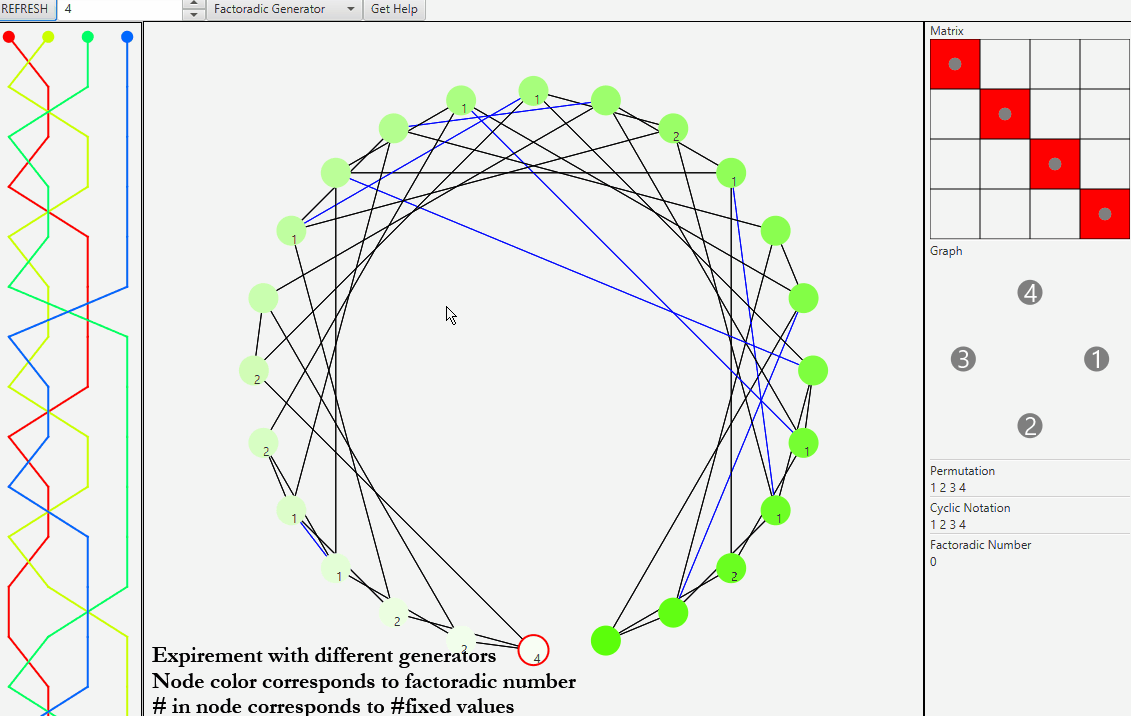 REFRESH 4 Factoradic Generator Get Help
Matrix
1 1
2
1
1
Graph
4
3 1
2
2
2 1
1 1
1 2
2
2
4
Permutation
1 2 3 4
Cyclic Notation
1 2 3 4
Factoradic Number
0
Expirement with different generators
Node color corresponds to factoradic number
# in node corresponds to #fixed values